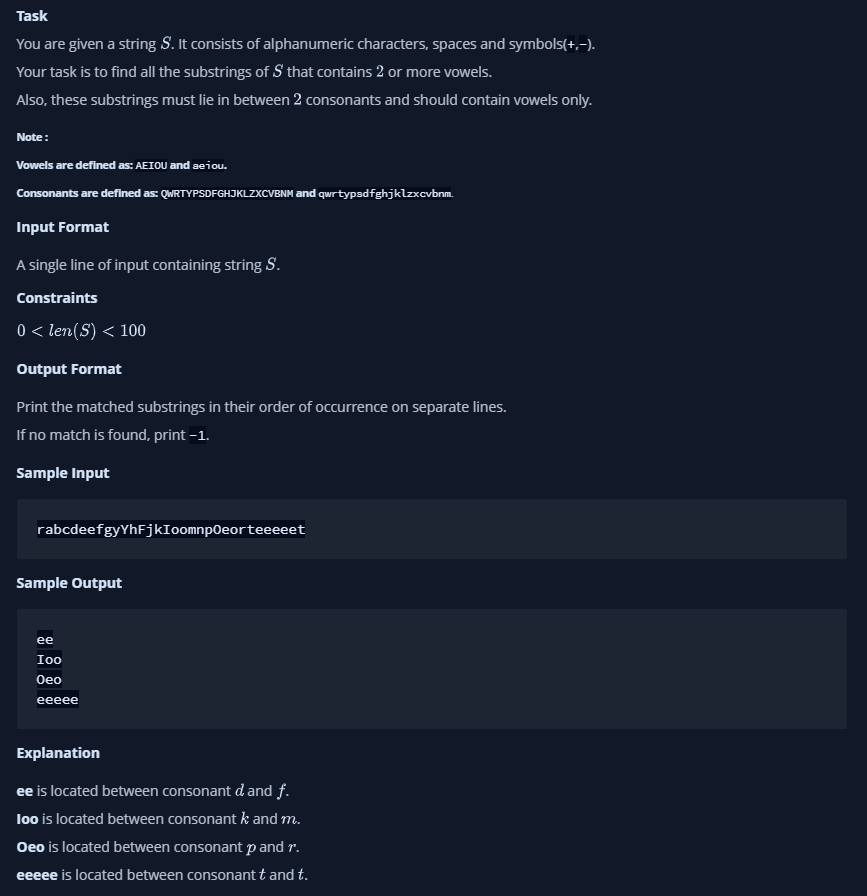 Task
You are given a string S. It consists of alphanumeric characters, spaces and symbols(+,-).
Your task is to find all the substrings of S that contains 2 or more vowels.
Also, these substrings must lie in between 2 consonants and should contain vowels only.
Note :
Vowels are defined as: AEIOU and aeiou.
Consonants are defined as: QWRTYPSDFGHJKLZXCVBNM and qwrtypsdfghjklzxcvbnm.
Input Format
A single line of input containing string S.
Constraints
0 < len(S) < 100
Output Format
Print the matched substrings in their order of occurrence on separate lines.
If no match is found, print -1.
Sample Input
rabcdeefgyYhFjkIoomnpOeorteeeeet
Sample Output
ee
Ioo
Oeo
eeeee
Explanation
ee is located between consonant d and f.
Ioo is located between consonant k and m.
Oeo is located between consonant p and r.
eeeee is located between consonant t and t.